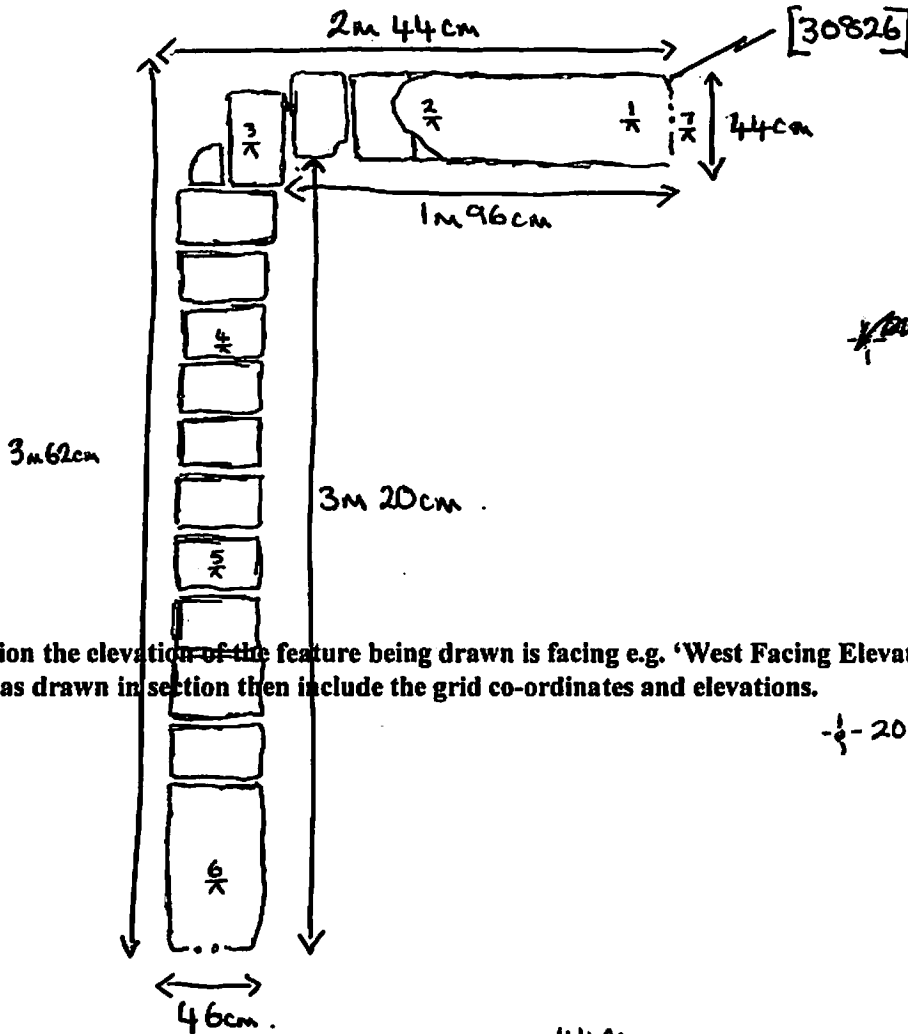 2m 44cm
[30826]
3
2
1
7
44cm
1m 96cm
4
3m62cm
3m 20cm.
5
ion the elevation of the feature being drawn is facing e.g. 'West Facing Elevat
as drawn in section then include the grid co-ordinates and elevations.
20
6
46cm.